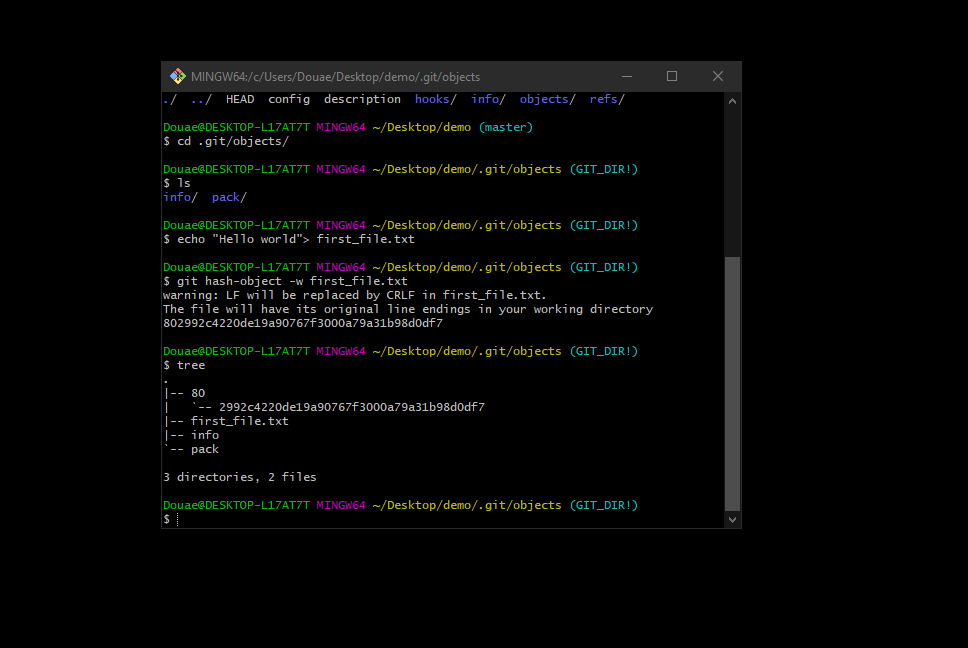 MINGW64:/c/Users/Douae/Desktop/demo/.git/objects
./  ../  HEAD  config  description  hooks/  info/  objects/  refs/
Douae@DESKTOP-L17AT7T MINGW64 ~/Desktop/demo (master)
$ cd .git/objects/
Douae@DESKTOP-L17AT7T MINGW64 ~/Desktop/demo/.git/objects (GIT_DIR!)
$ ls
info/  pack/
Douae@DESKTOP-L17AT7T MINGW64 ~/Desktop/demo/.git/objects (GIT_DIR!)
$ echo "Hello world"> first_file.txt
Douae@DESKTOP-L17AT7T MINGW64 ~/Desktop/demo/.git/objects (GIT_DIR!)
$ git hash-object -w first_file.txt
warning: LF will be replaced by CRLF in first_file.txt.
The file will have its original line endings in your working directory
802992c4220de19a90767f3000a79a31b98d0df7
Douae@DESKTOP-L17AT7T MINGW64 ~/Desktop/demo/.git/objects (GIT_DIR!)
$ tree
.
|-- 80
|   `-- 2992c4220de19a90767f3000a79a31b98d0df7
|-- first_file.txt
|-- info
`-- pack
3 directories, 2 files
Douae@DESKTOP-L17AT7T MINGW64 ~/Desktop/demo/.git/objects (GIT_DIR!)
$